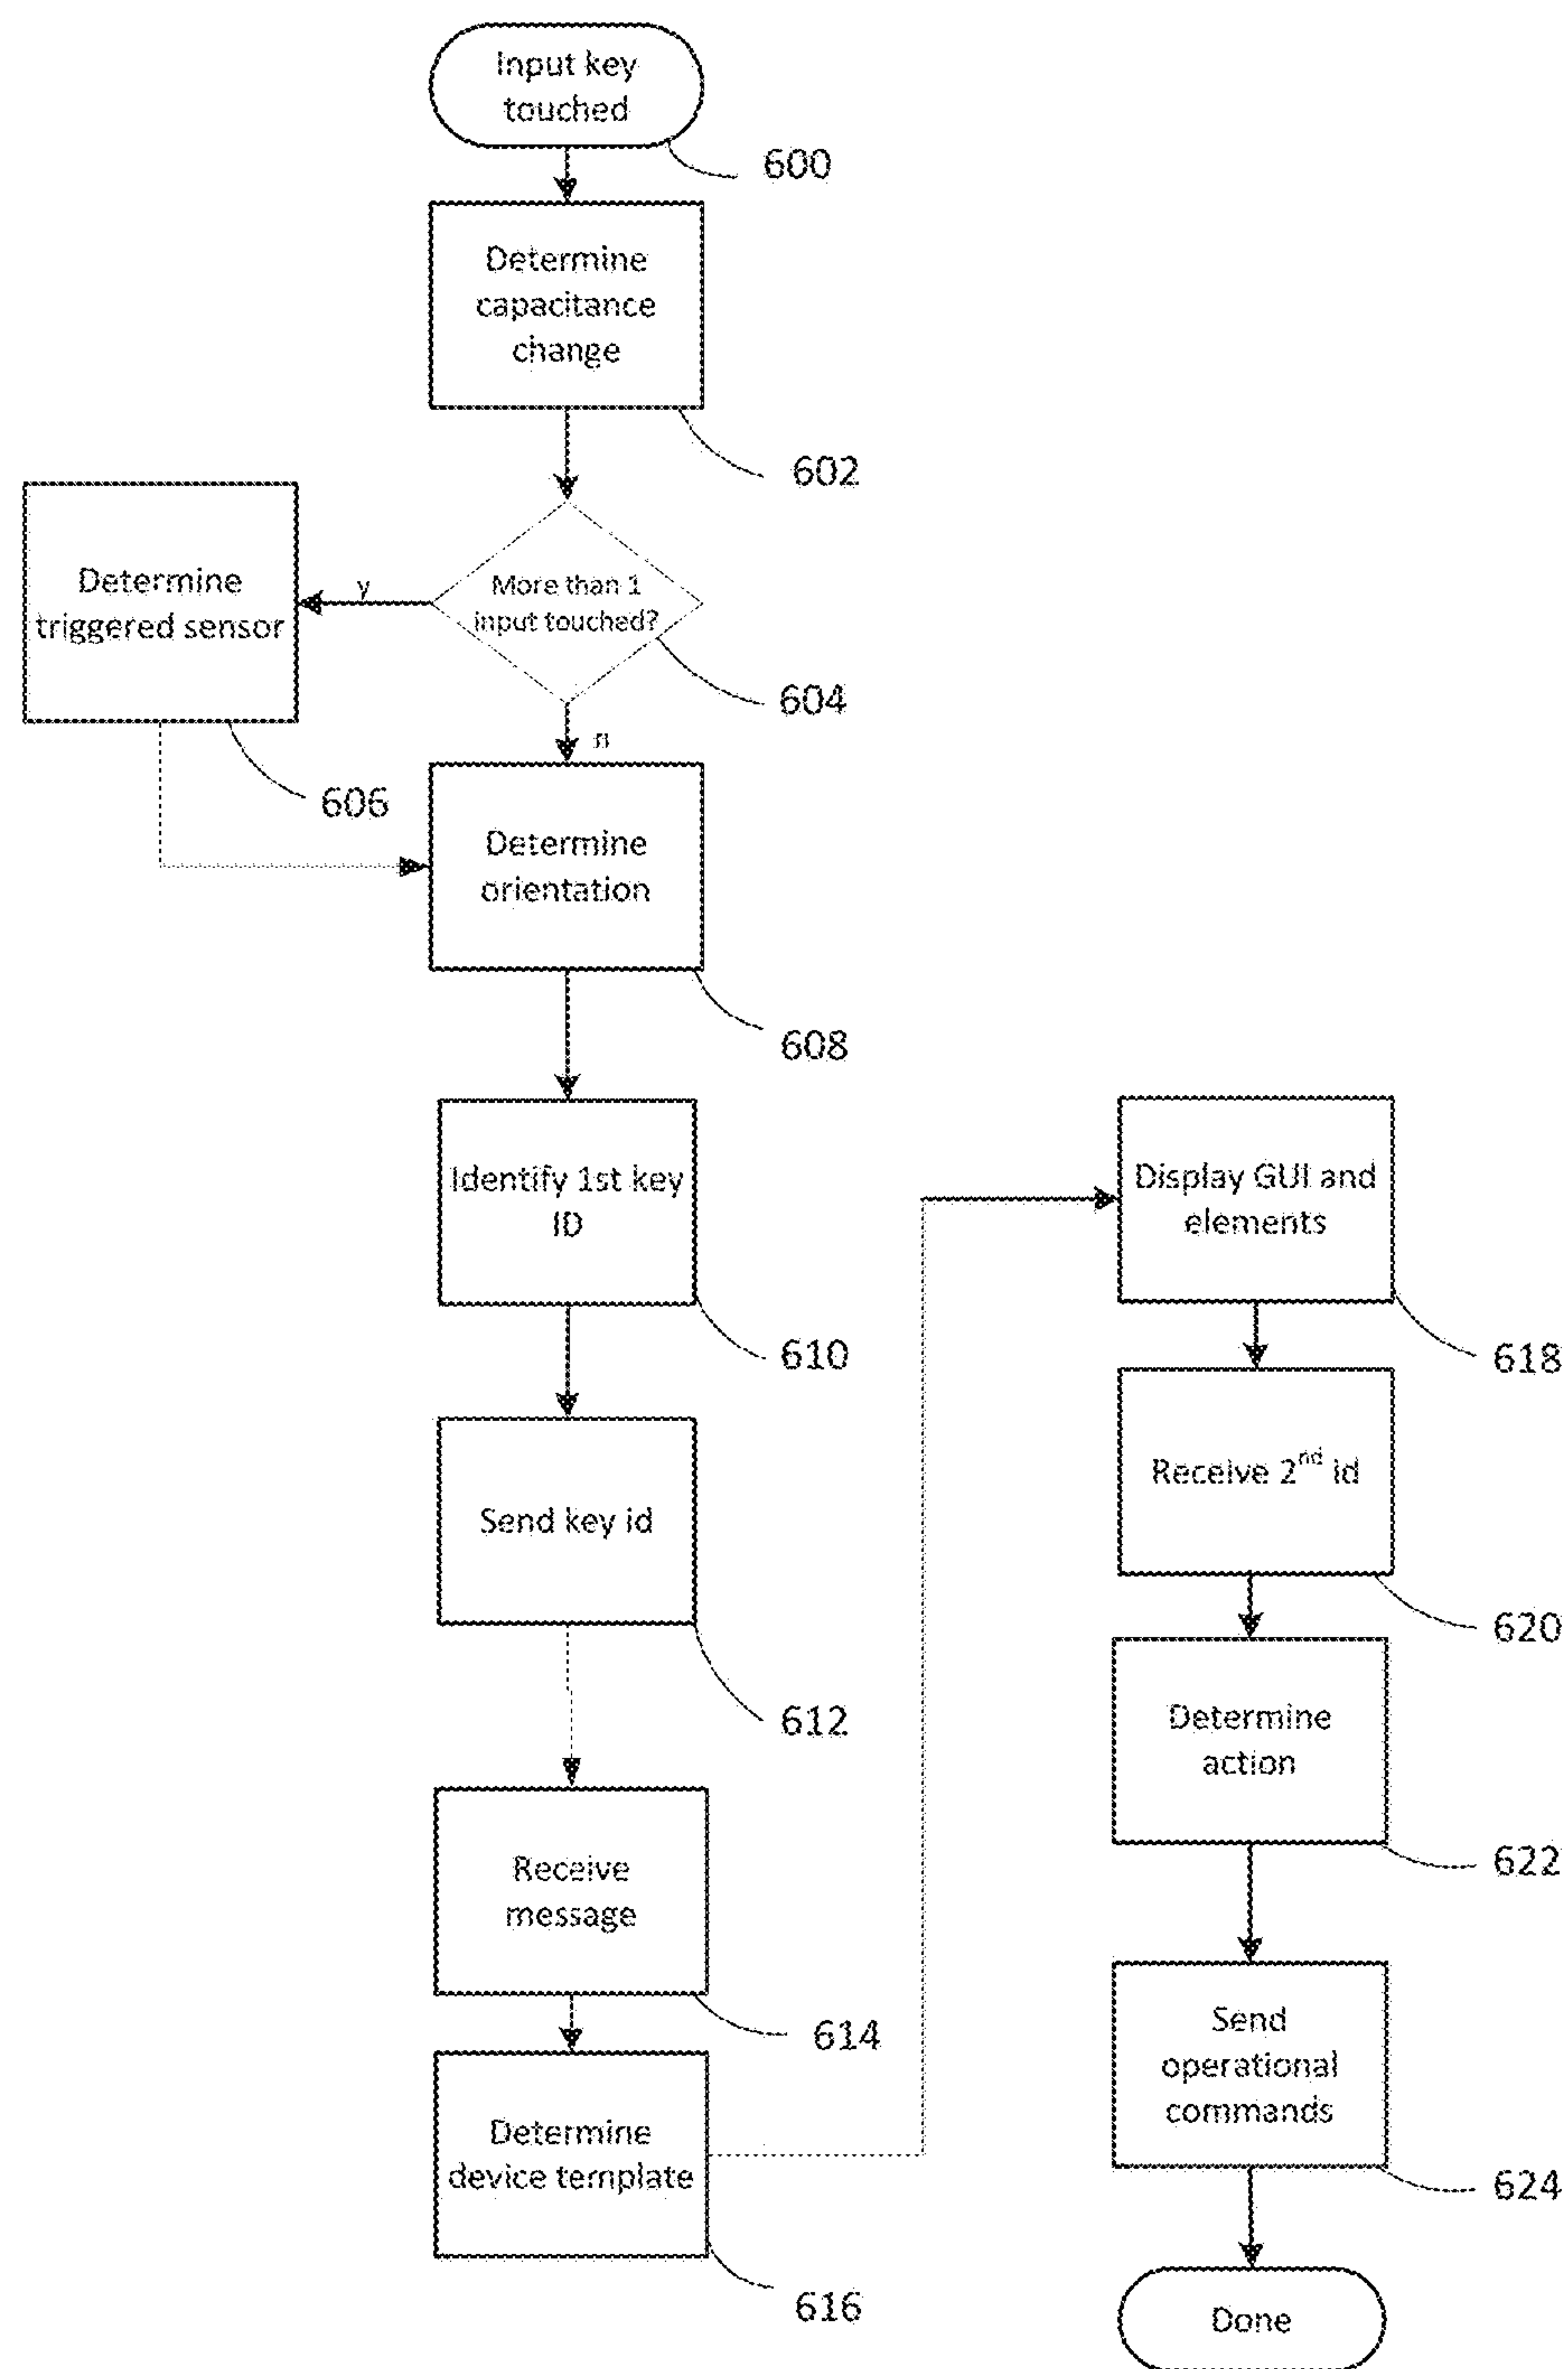 Input key
touched
600
Determine
capacitance
change
602
More than 1
input touched?
604
y
Determine
triggered sensor
606
n
Determine
orientation
608
Identify 1st key
ID
610
Send key id
612
Receive
message
614
Determine
device template
616
Display GUI and
elements
618
Receive 2nd id
620
Determine
action
622
Send
operational
commands
624
Done